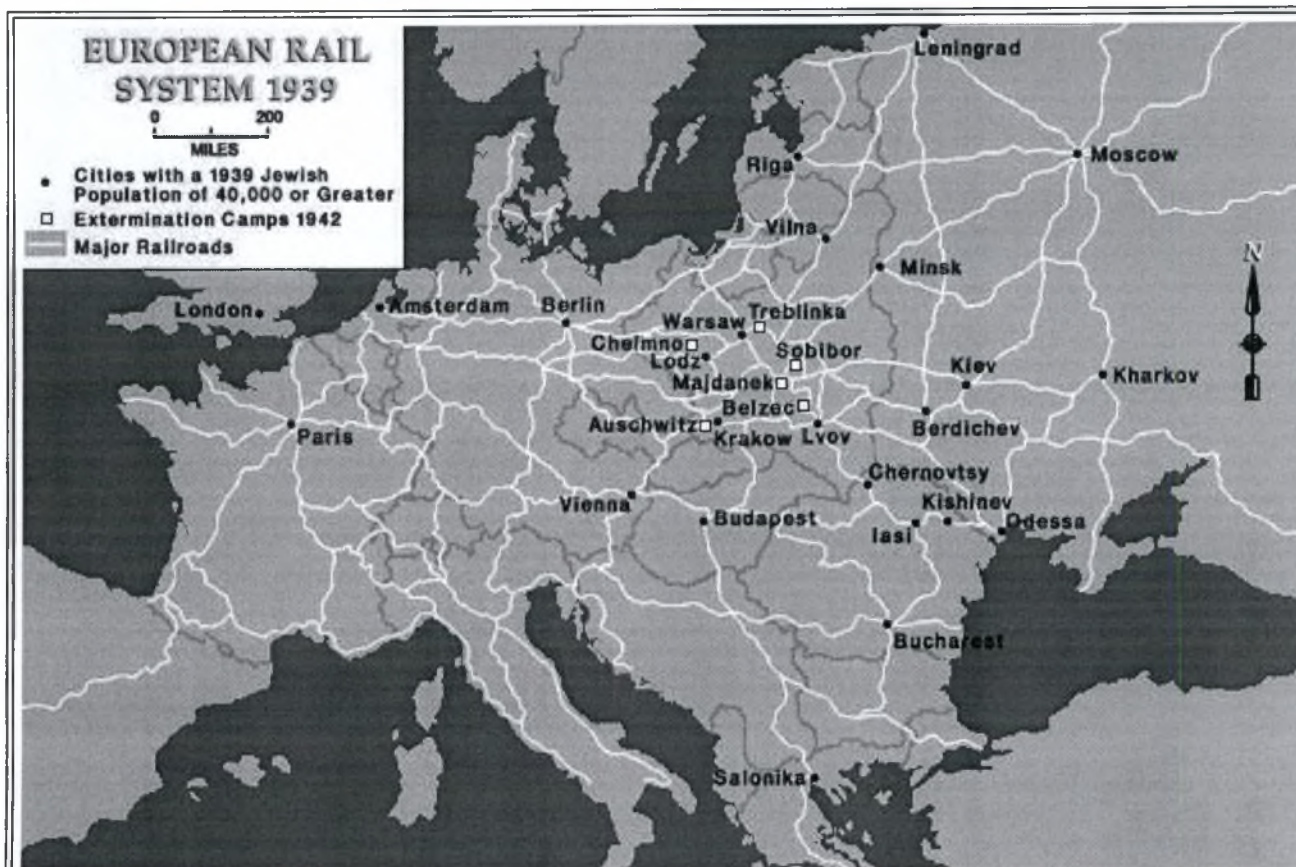 EUROPEAN RAIL
SYSTEM 1939
0 200
MILES
Cities with a 1939 Jewish
Population of 40,000 or Greater
Extermination Camps 1942
Major Railroads
Leningrad
Riga
Moscow
Vilna
Minsk
N
London
Amsterdam
Berlin
Warsaw
Treblinka
Chelmno
Lodz
Sobibor
Majdanek
Kiev
Kharkov
Belzec
Auschwitz
Krakow
Lvov
Berdichev
Paris
Chernovtsy
Vienna
Kishinev
Budapest
Iasi
Odessa
Bucharest
Salonika